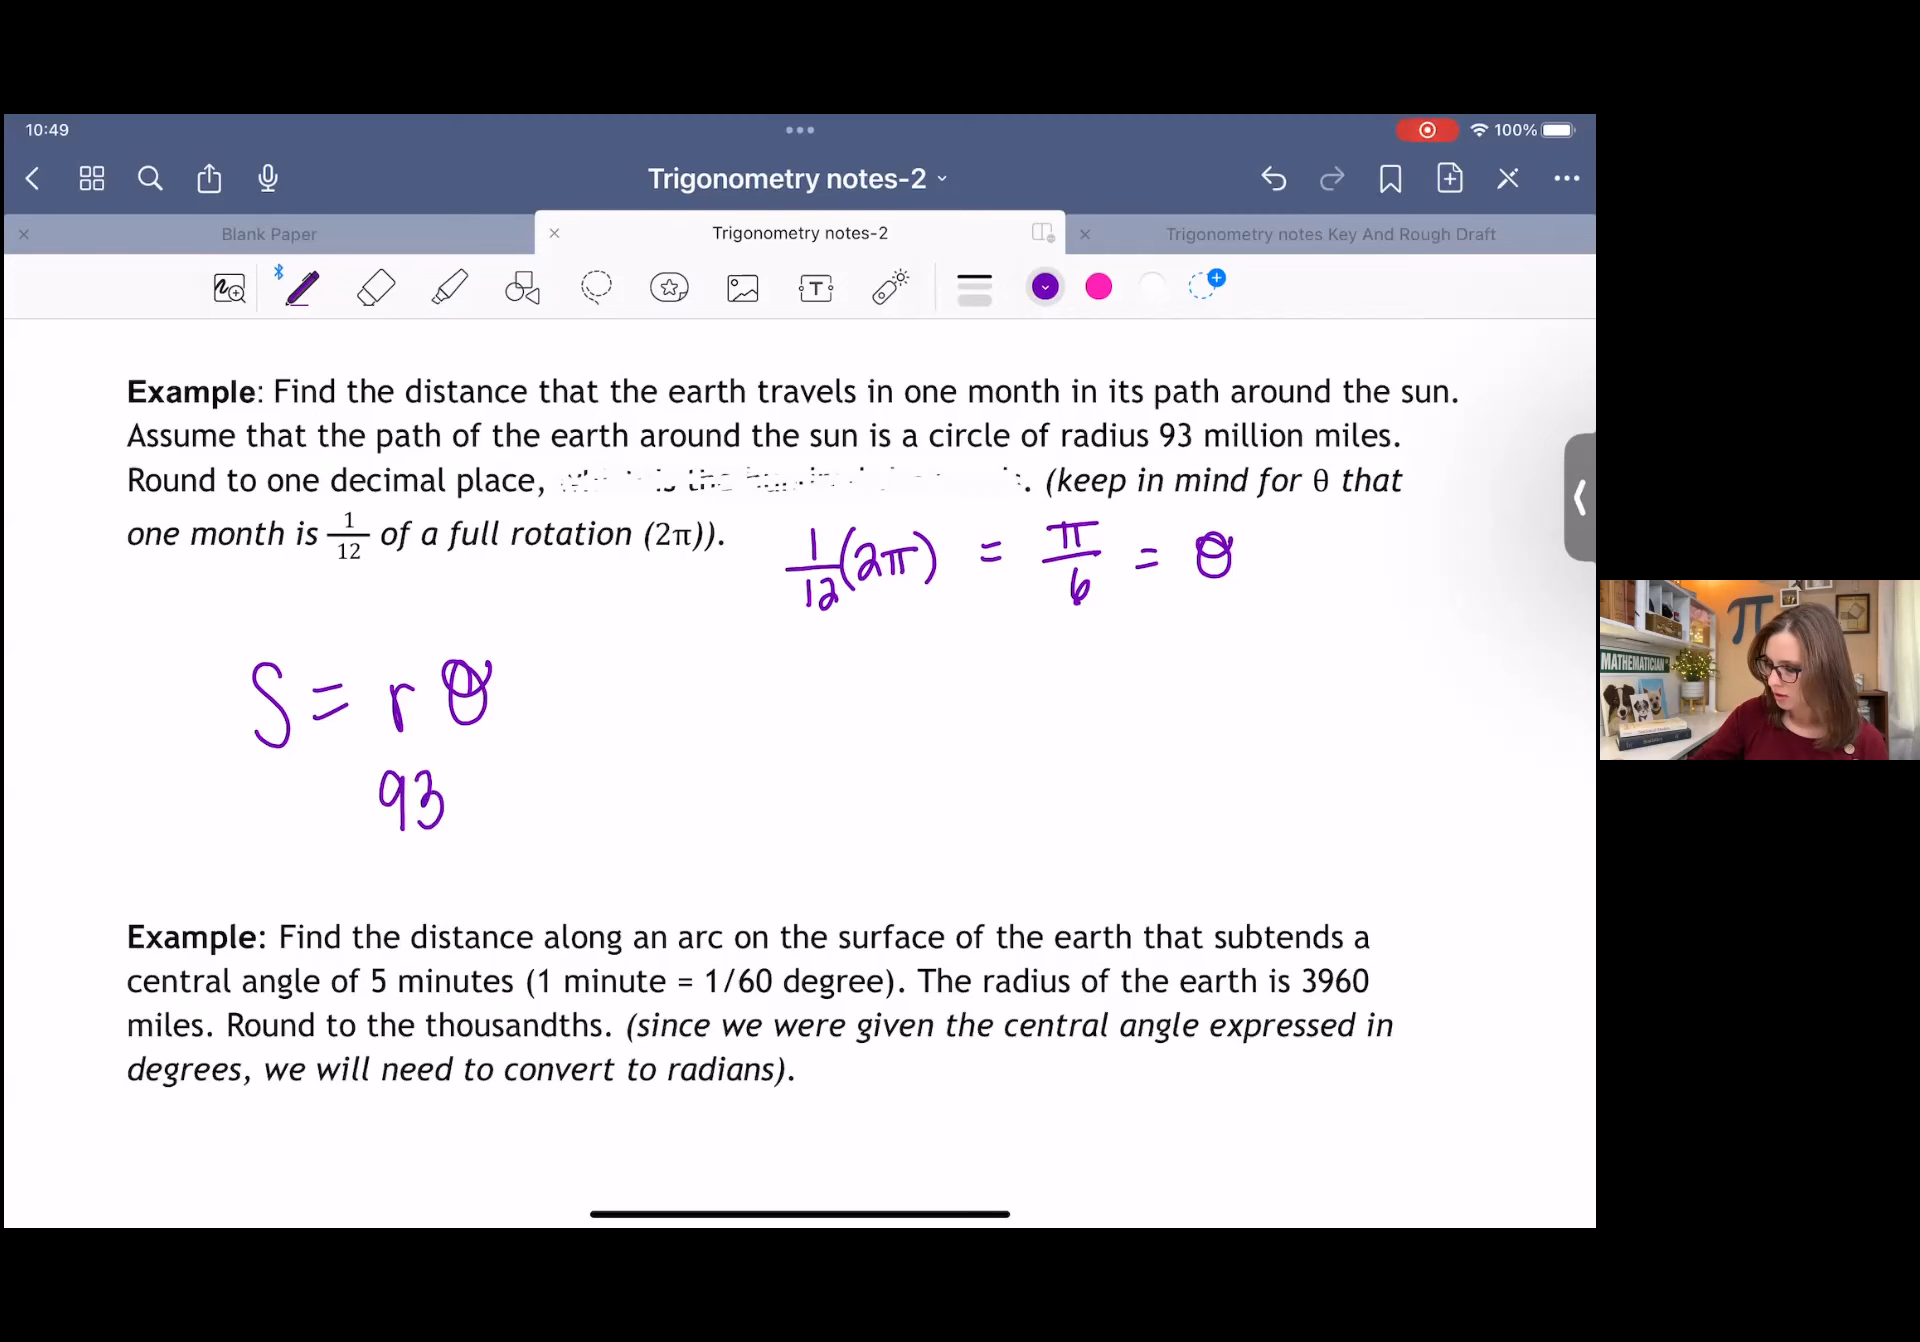 10:49
100%
Trigonometry notes-2
Blank Paper
Trigonometry notes-2
Trigonometry notes Key And Rough Draft
Example: Find the distance that the earth travels in one month in its path around the sun.
Assume that the path of the earth around the sun is a circle of radius 93 million miles.
Round to one decimal place, . (keep in mind for θ that
one month is 1/12 of a full rotation (2π)).
1/12(2π) = π/6 = θ
S = r θ
93
MATHEMATICIAN
Example: Find the distance along an arc on the surface of the earth that subtends a
central angle of 5 minutes (1 minute = 1/60 degree). The radius of the earth is 3960
miles. Round to the thousandths. (since we were given the central angle expressed in
degrees, we will need to convert to radians).